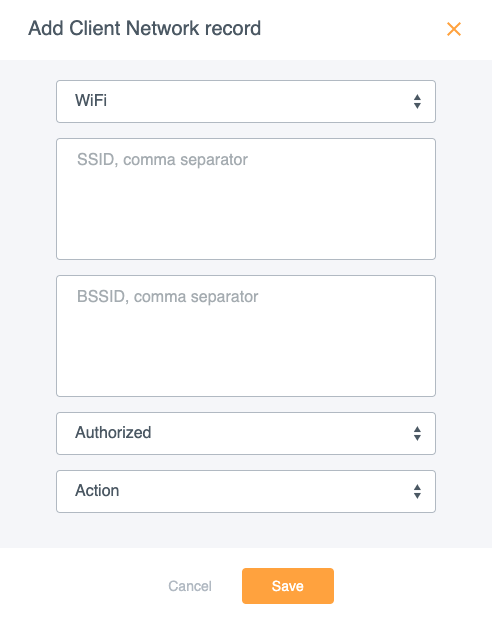 Add Client Network record
WiFi
SSID, comma separator
BSSID, comma separator
Authorized
Action
Cancel
Save